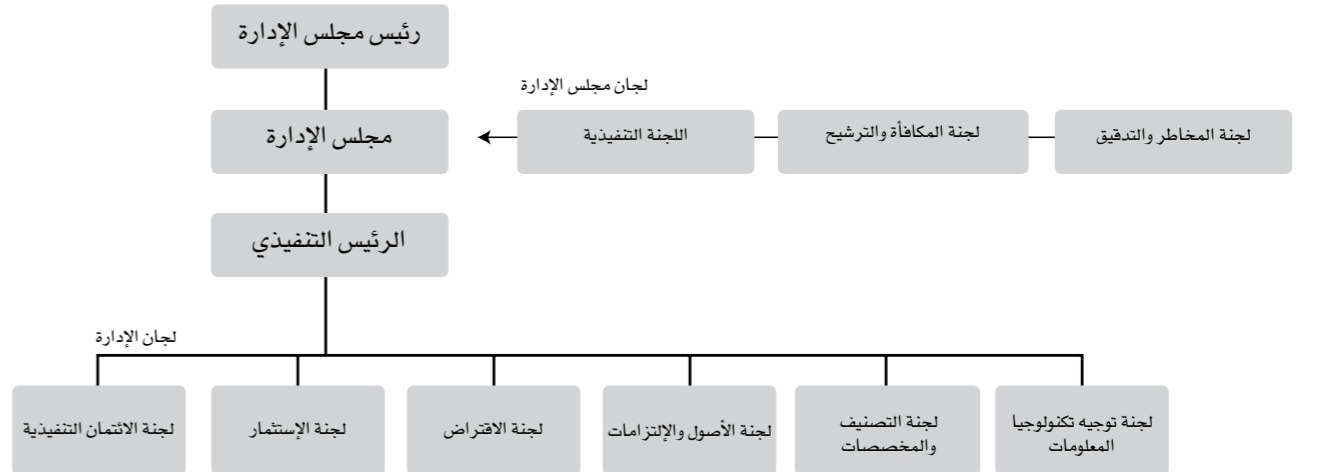 رئيس مجلس الإدارة
لجان مجلس الإدارة
مجلس الإدارة
اللجنة التنفيذية
لجنة المكافأة والترشيح
لجنة المخاطر والتدقيق
الرئيس التنفيذي
لجان الإدارة
لجنة توجيه تكنولوجيا
المعلومات
لجنة التصنيف
والمخصصات
لجنة الأصول والإلتزامات
لجنة الاقتراض
لجنة الإستثمار
لجنة الائتمان التنفيذية